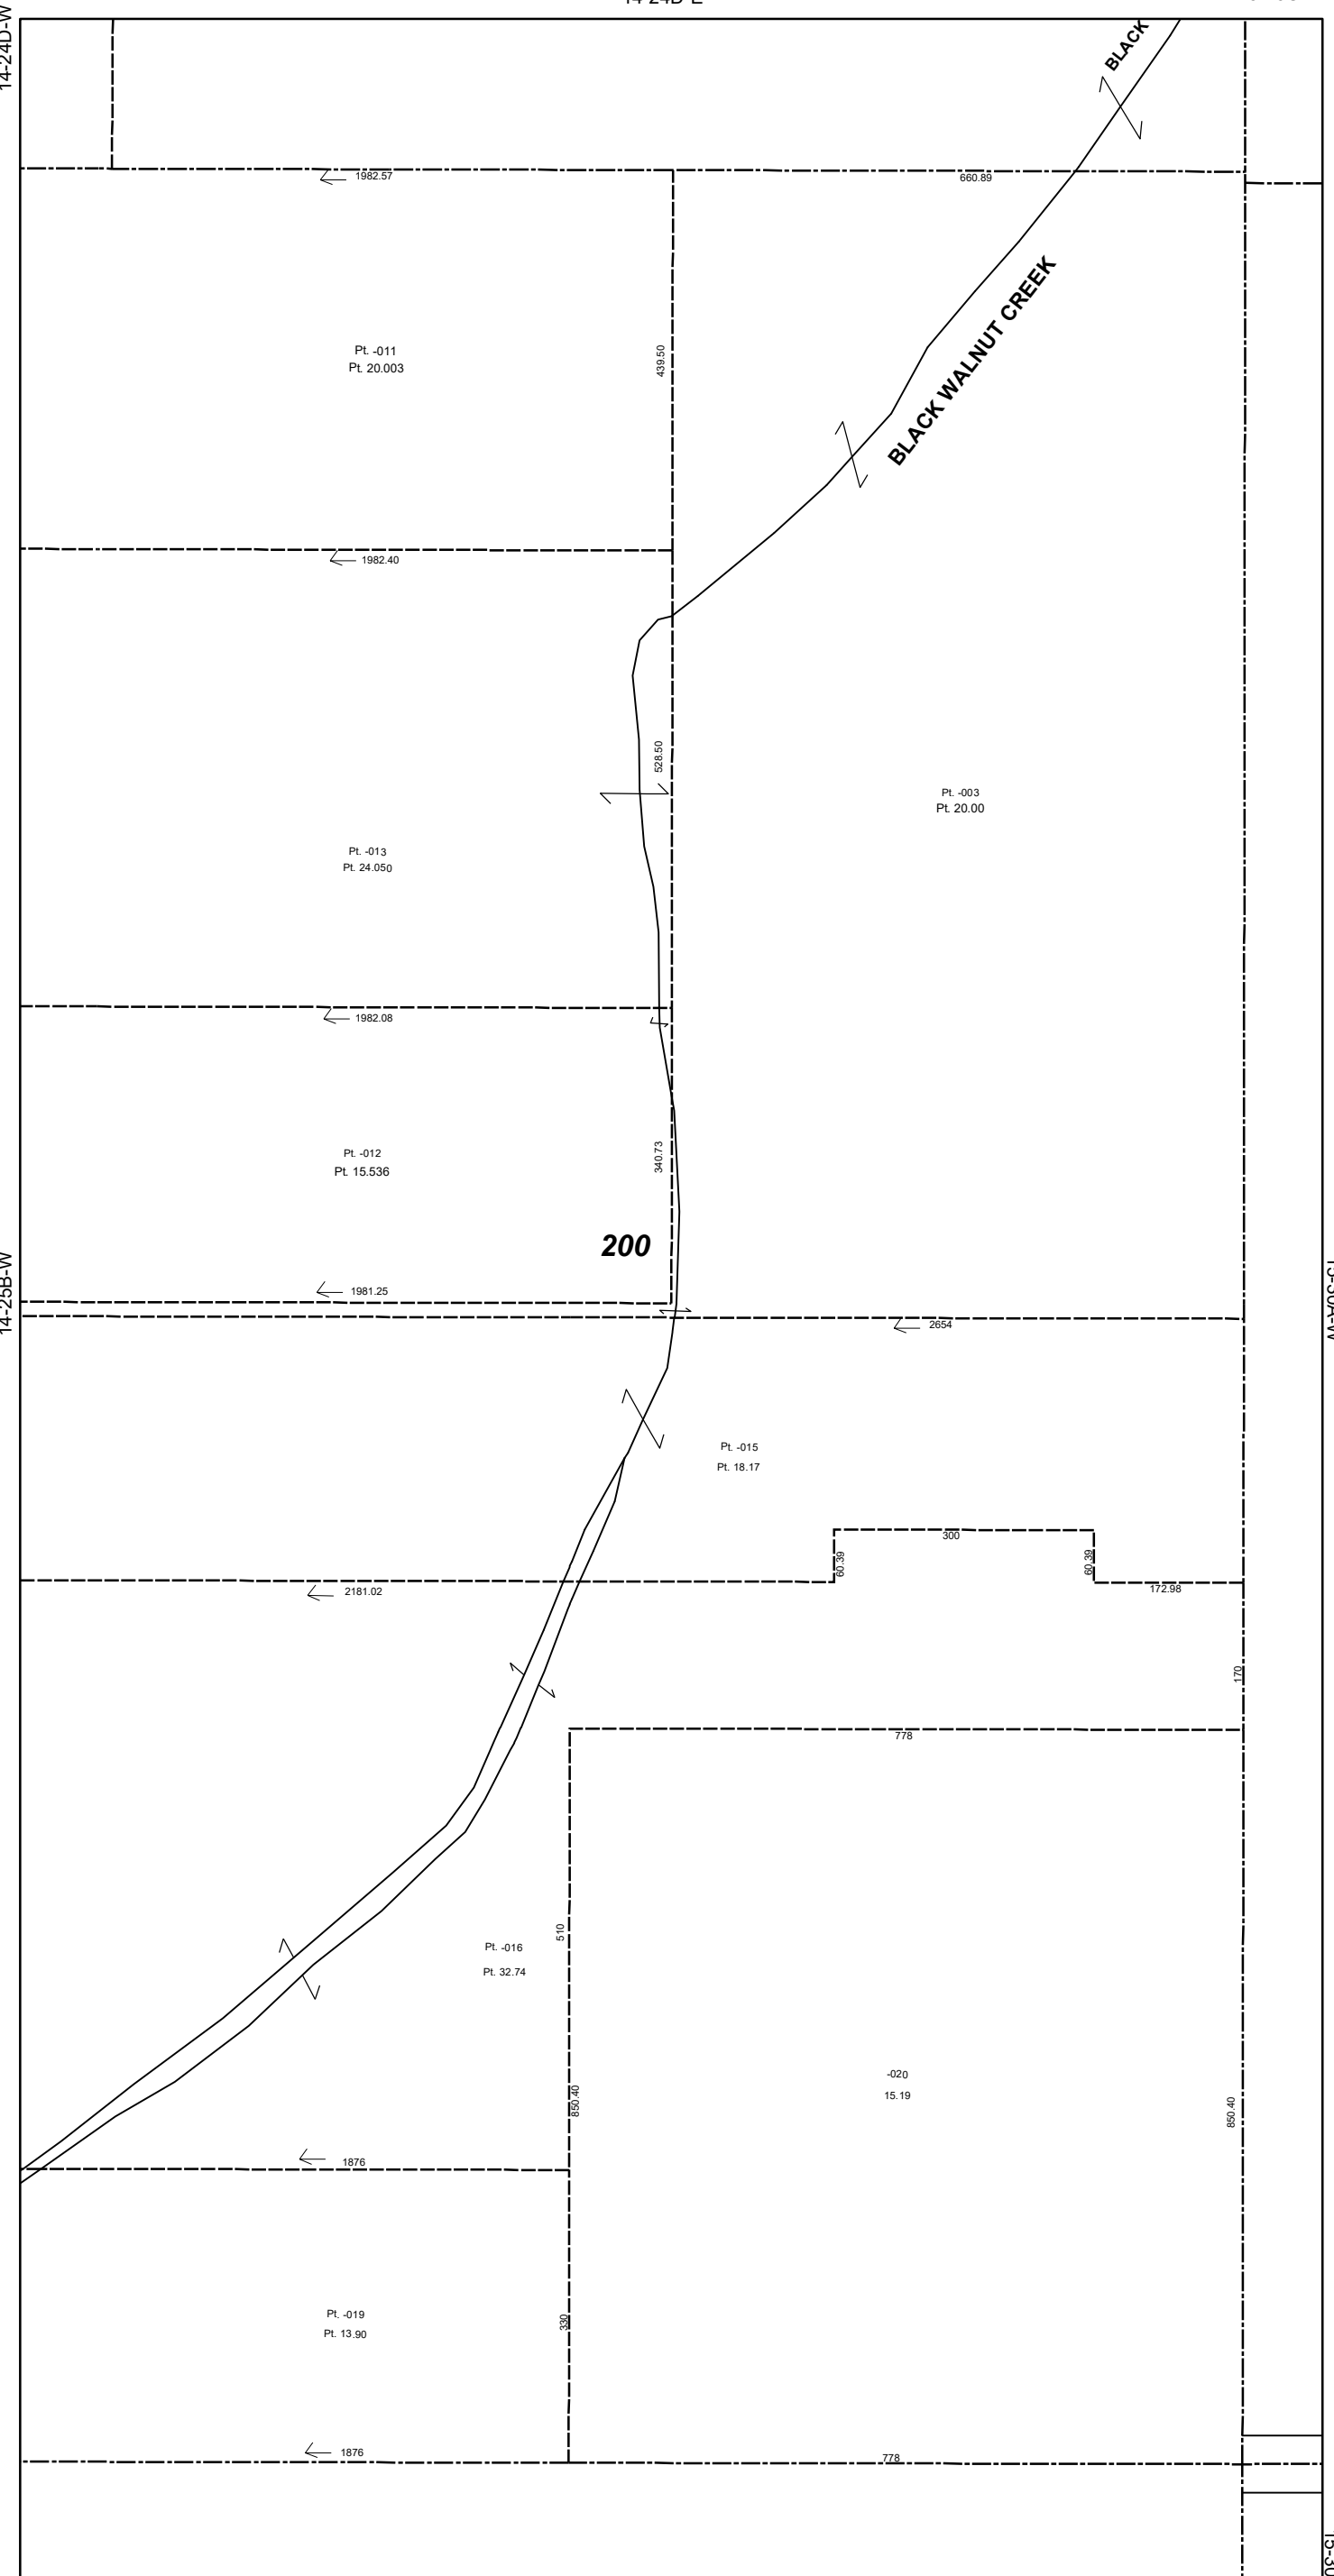 14-24D-W
BLACK
1982.57
660.89
BLACK WALNUT CREEK
Pt. -011
Pt. 20.003
439.50
1982.40
528.50
Pt. -003
Pt. 20.00
Pt. -013
Pt. 24.050
1982.08
Pt. -012
Pt. 15.536
340.73
200
14-25B-W
1981.25
2654
Pt. -015
Pt. 18.17
300
60.39
60.39
2181.02
172.98
170
778
510
Pt. -016
Pt. 32.74
-020
15.19
850.40
850.40
1876
Pt. -019
Pt. 13.90
330
1876
778